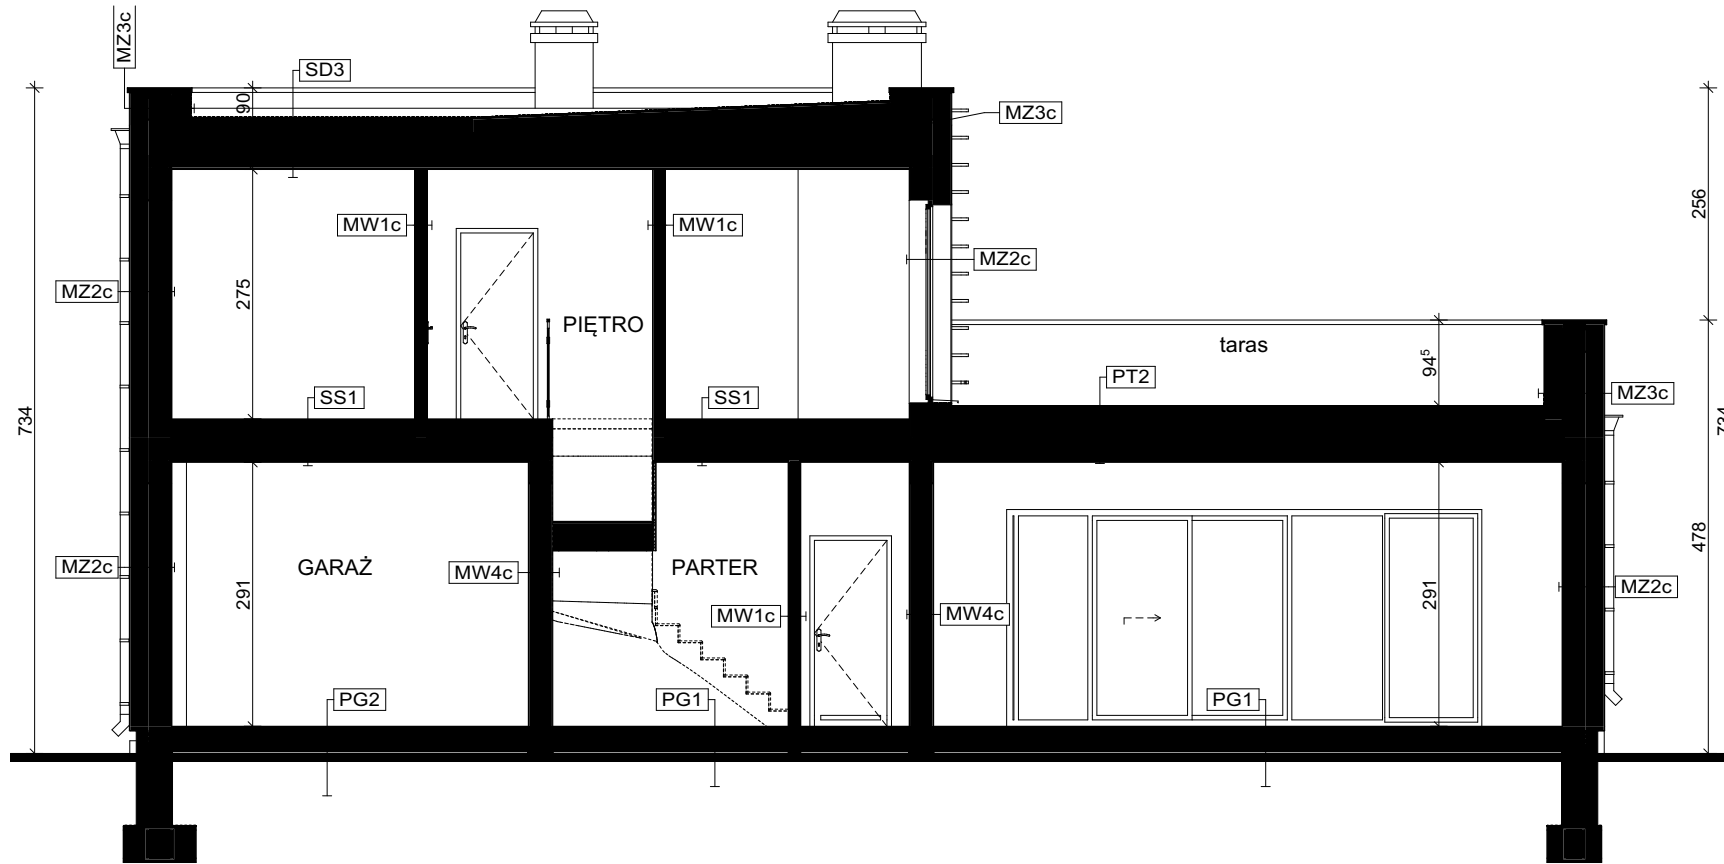 MZ3c
SD3
90
MZ3c
MW1c
MW1c
256
MZ2c
MZ2c
275
PIĘTRO
taras
94⁵
PT2
SS1
SS1
MZ3c
734
734
GARAŻ
MW4c
PARTER
MZ2c
291
MW1c
MW4c
291
MZ2c
478
PG2
PG1
PG1